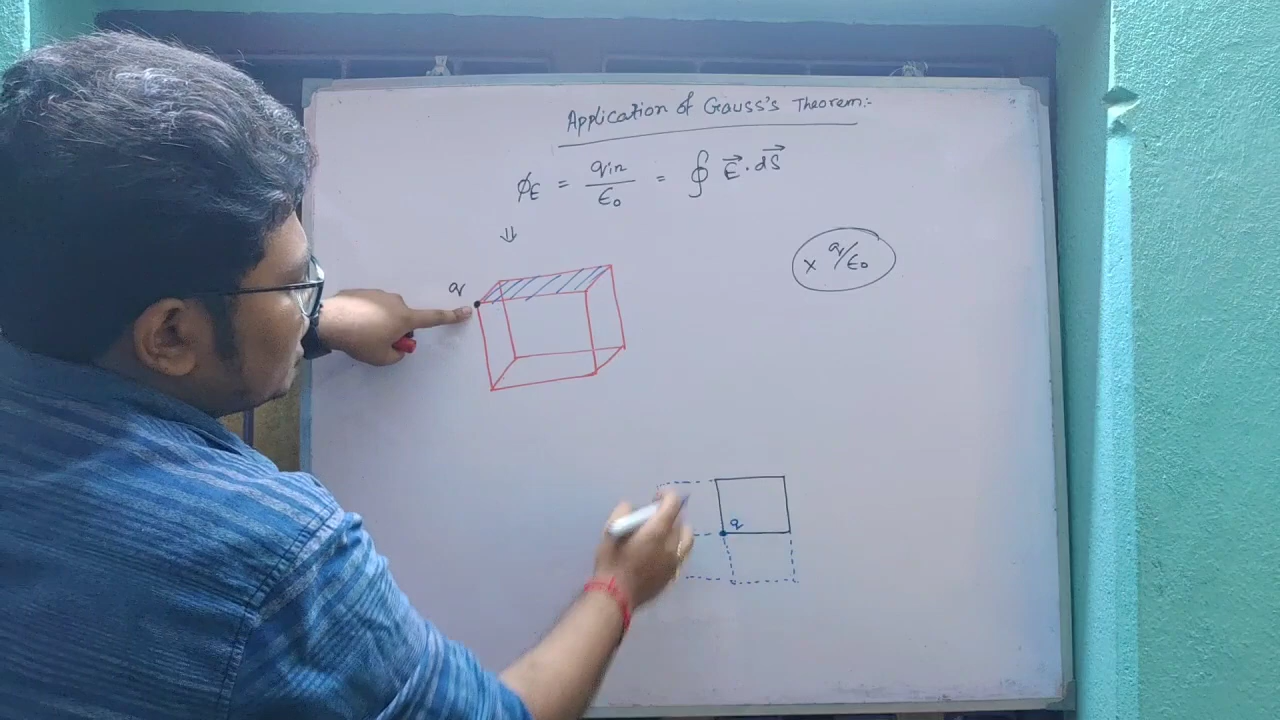 Application of Gauss's Theorem:-
ϕE = qin/ϵ0 = ∮ E⃗ · dS⃗
⇓
x q/ϵ0
q
q